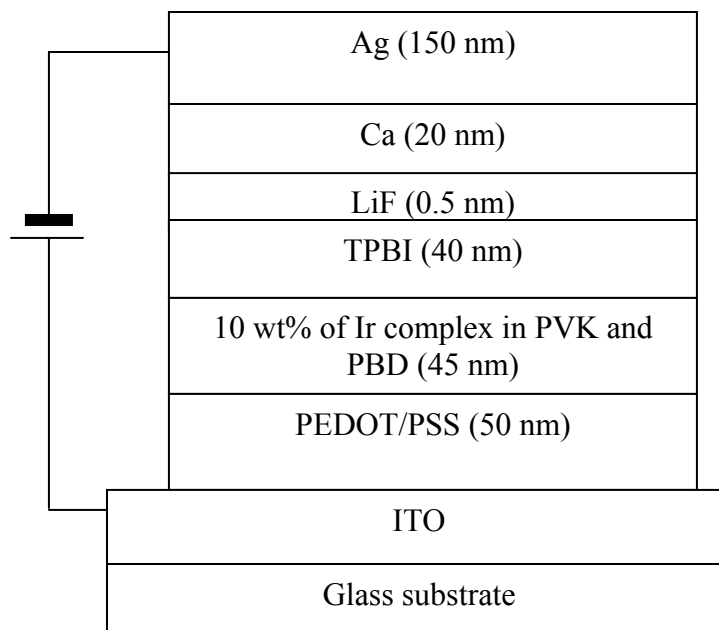 Ag (150 nm)
Ca (20 nm)
LiF (0.5 nm)
TPBI (40 nm)
10 wt% of Ir complex in PVK and
PBD (45 nm)
PEDOT/PSS (50 nm)
ITO
Glass substrate